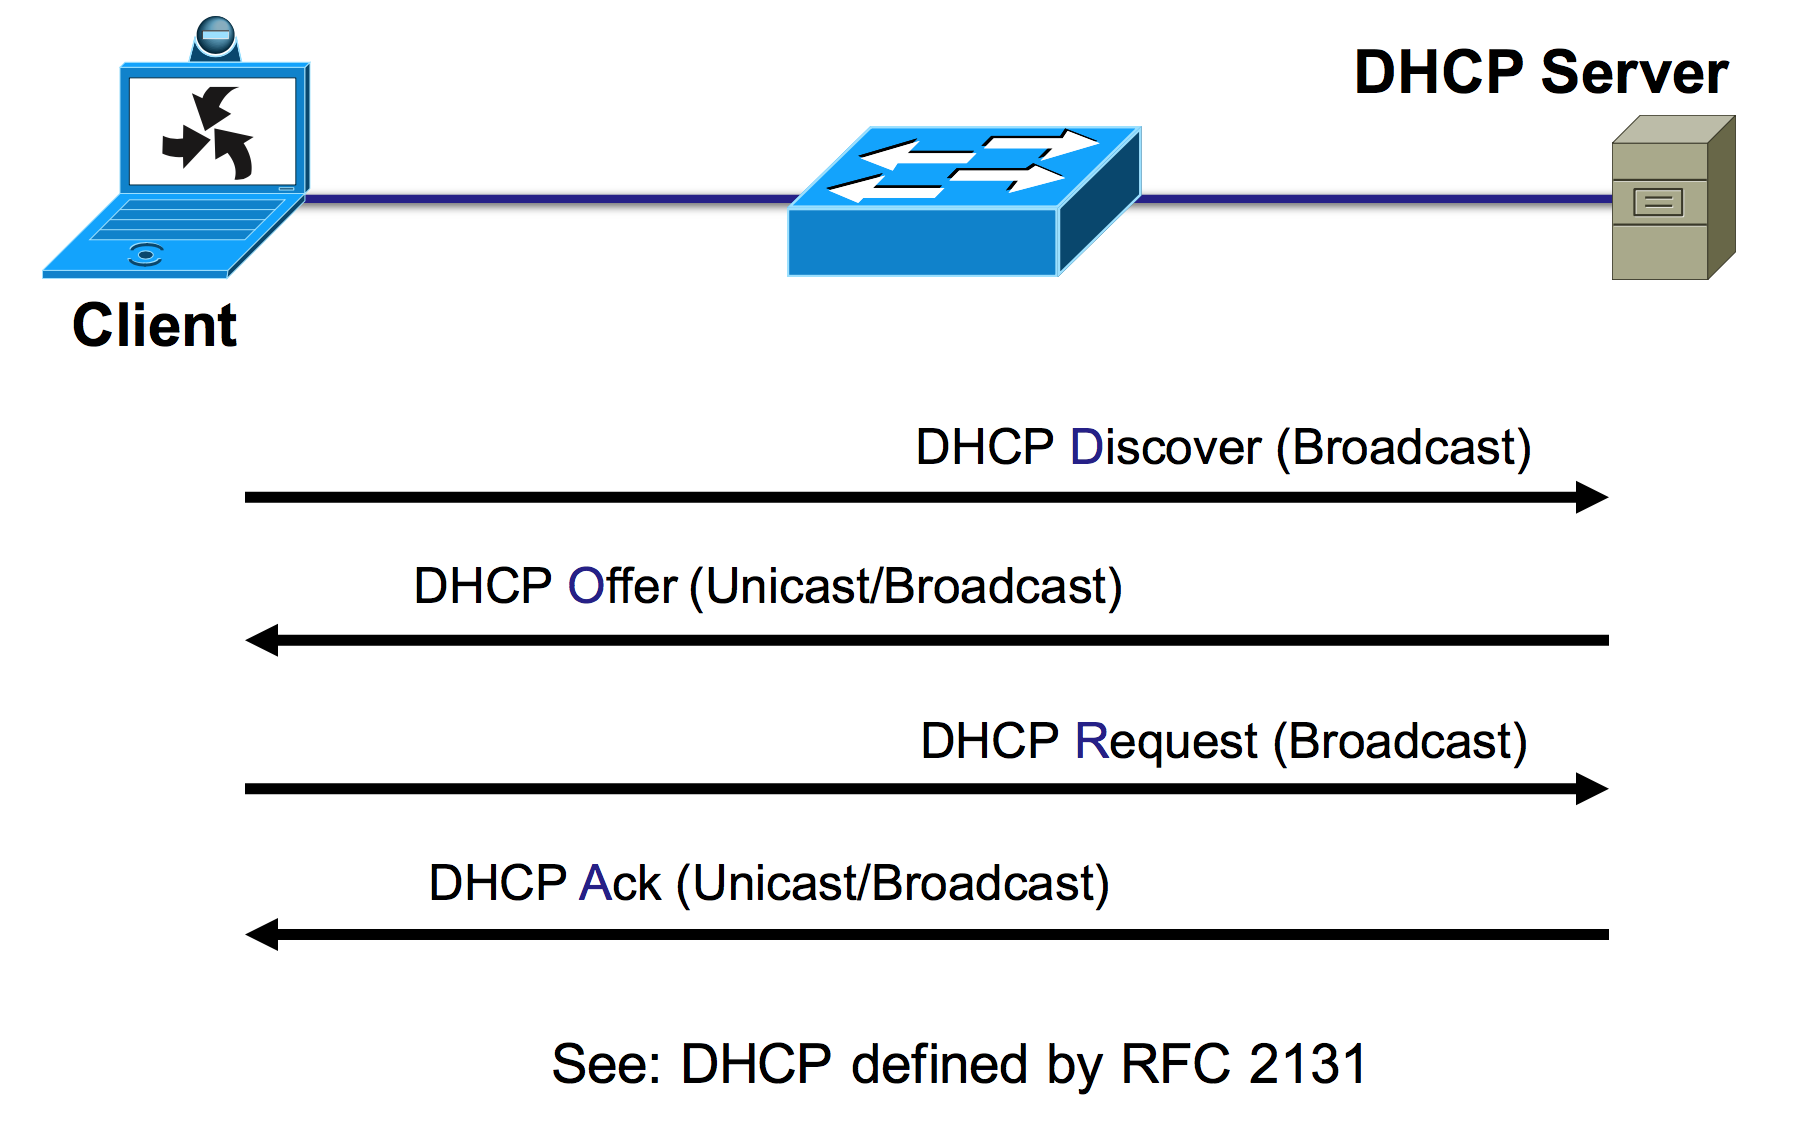 DHCP Server
Client
DHCP Discover (Broadcast)
DHCP Offer (Unicast/Broadcast)
DHCP Request (Broadcast)
DHCP Ack (Unicast/Broadcast)
See: DHCP defined by RFC 2131